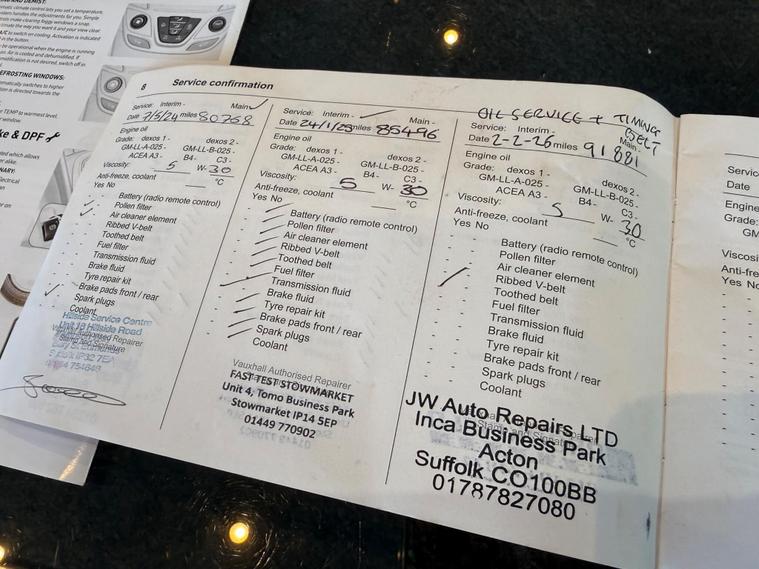 8 Service confirmation
Service: Interim - Main-
Date 7/5/24 miles 80768
Engine oil
Grade: dexos 1 - dexos 2 -
GM-LL-A-025 - GM-LL-B-025 -
ACEA A3 - B4 - C3 -
Viscosity: 5 W- 30
Anti-freeze, coolant °C
Yes No
Battery (radio remote control)
Pollen filter
Air cleaner element
Ribbed V-belt
Toothed belt
Fuel filter
Transmission fluid
Brake fluid
Tyre repair kit
Brake pads front / rear
Spark plugs
Coolant
Hillside Service Centre
Hillside Road
Service: Interim - Main-
Date 24/1/25 miles 85496
Engine oil
Grade: dexos 1 - dexos 2 -
GM-LL-A-025 - GM-LL-B-025 -
ACEA A3 - B4 - C3 -
Viscosity: 5 W- 30
Anti-freeze, coolant °C
Yes No
Battery (radio remote control)
Pollen filter
Air cleaner element
Ribbed V-belt
Toothed belt
Fuel filter
Transmission fluid
Brake fluid
Tyre repair kit
Brake pads front / rear
Spark plugs
Coolant
Vauxhall Authorised Repairer
FAST TEST STOWMARKET
Unit 4, Tomo Business Park
Stowmarket IP14 5EP
01449 770902
OIL SERVICE + TIMING
BELT
Service: Interim- Main-
Date 2-2-26 miles 91881
Engine oil
Grade: dexos 1 - dexos 2 -
GM-LL-A-025 - GM-LL-B-025 -
ACEA A3 - B4 - C3 -
Viscosity: 5 W- 30
Anti-freeze, coolant °C
Yes No
Battery (radio remote control)
Pollen filter
Air cleaner element
Ribbed V-belt
Toothed belt
Fuel filter
Transmission fluid
Brake fluid
Tyre repair kit
Brake pads front / rear
Spark plugs
Coolant
JW Auto Repairs LTD
Inca Business Park
Acton
Suffolk CO100BB
01787827080
Date
Engine
Grade:
GM
Yes No
EFROSTING WINDOWS:
ke & DPF